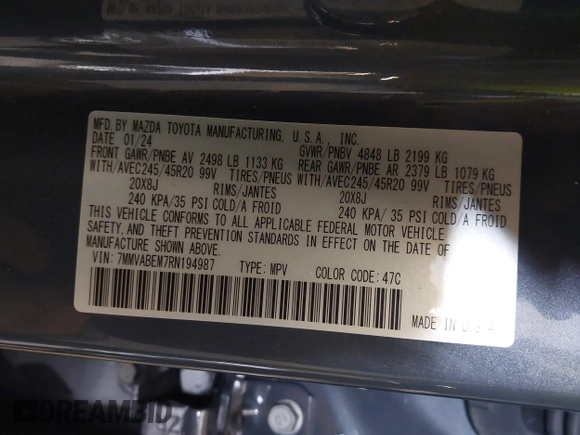 MFD.BY MAZDA TOYOTA MANUFACTURING, U.S.A., INC.
DATE 01/24 GVWR/PNBV 4848 LB 2199 KG
FRONT GAWR/PNBE AV 2498 LB 1133 KG REAR GAWR/PNBE AR 2379 LB 1079 KG
WITH/AVEC245/45R20 99V TIRES/PNEUS WITH/AVEC245/45R20 99V TIRES/PNEUS
20X8J RIMS/JANTES 20X8J RIMS/JANTES
240 KPA/ 35 PSI COLD/A FROID 240 KPA/ 35 PSI COLD/A FROID
THIS VEHICLE CONFORMS TO ALL APPLICABLE FEDERAL MOTOR VEHICLE
SAFETY, AND THEFT PREVENTION STANDARDS IN EFFECT ON THE DATE OF
MANUFACTURE SHOWN ABOVE.
VIN: 7MMVABEM7RN194987 TYPE: MPV COLOR CODE: 47C
MADE IN U.S.A.
DREAMBID